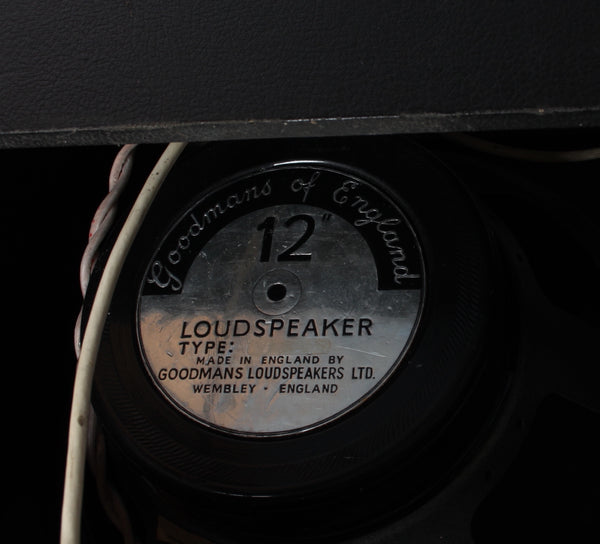 Goodmans of England
12"
LOUDSPEAKER
TYPE:
MADE IN ENGLAND BY
GOODMANS LOUDSPEAKERS LTD.
WEMBLEY · ENGLAND